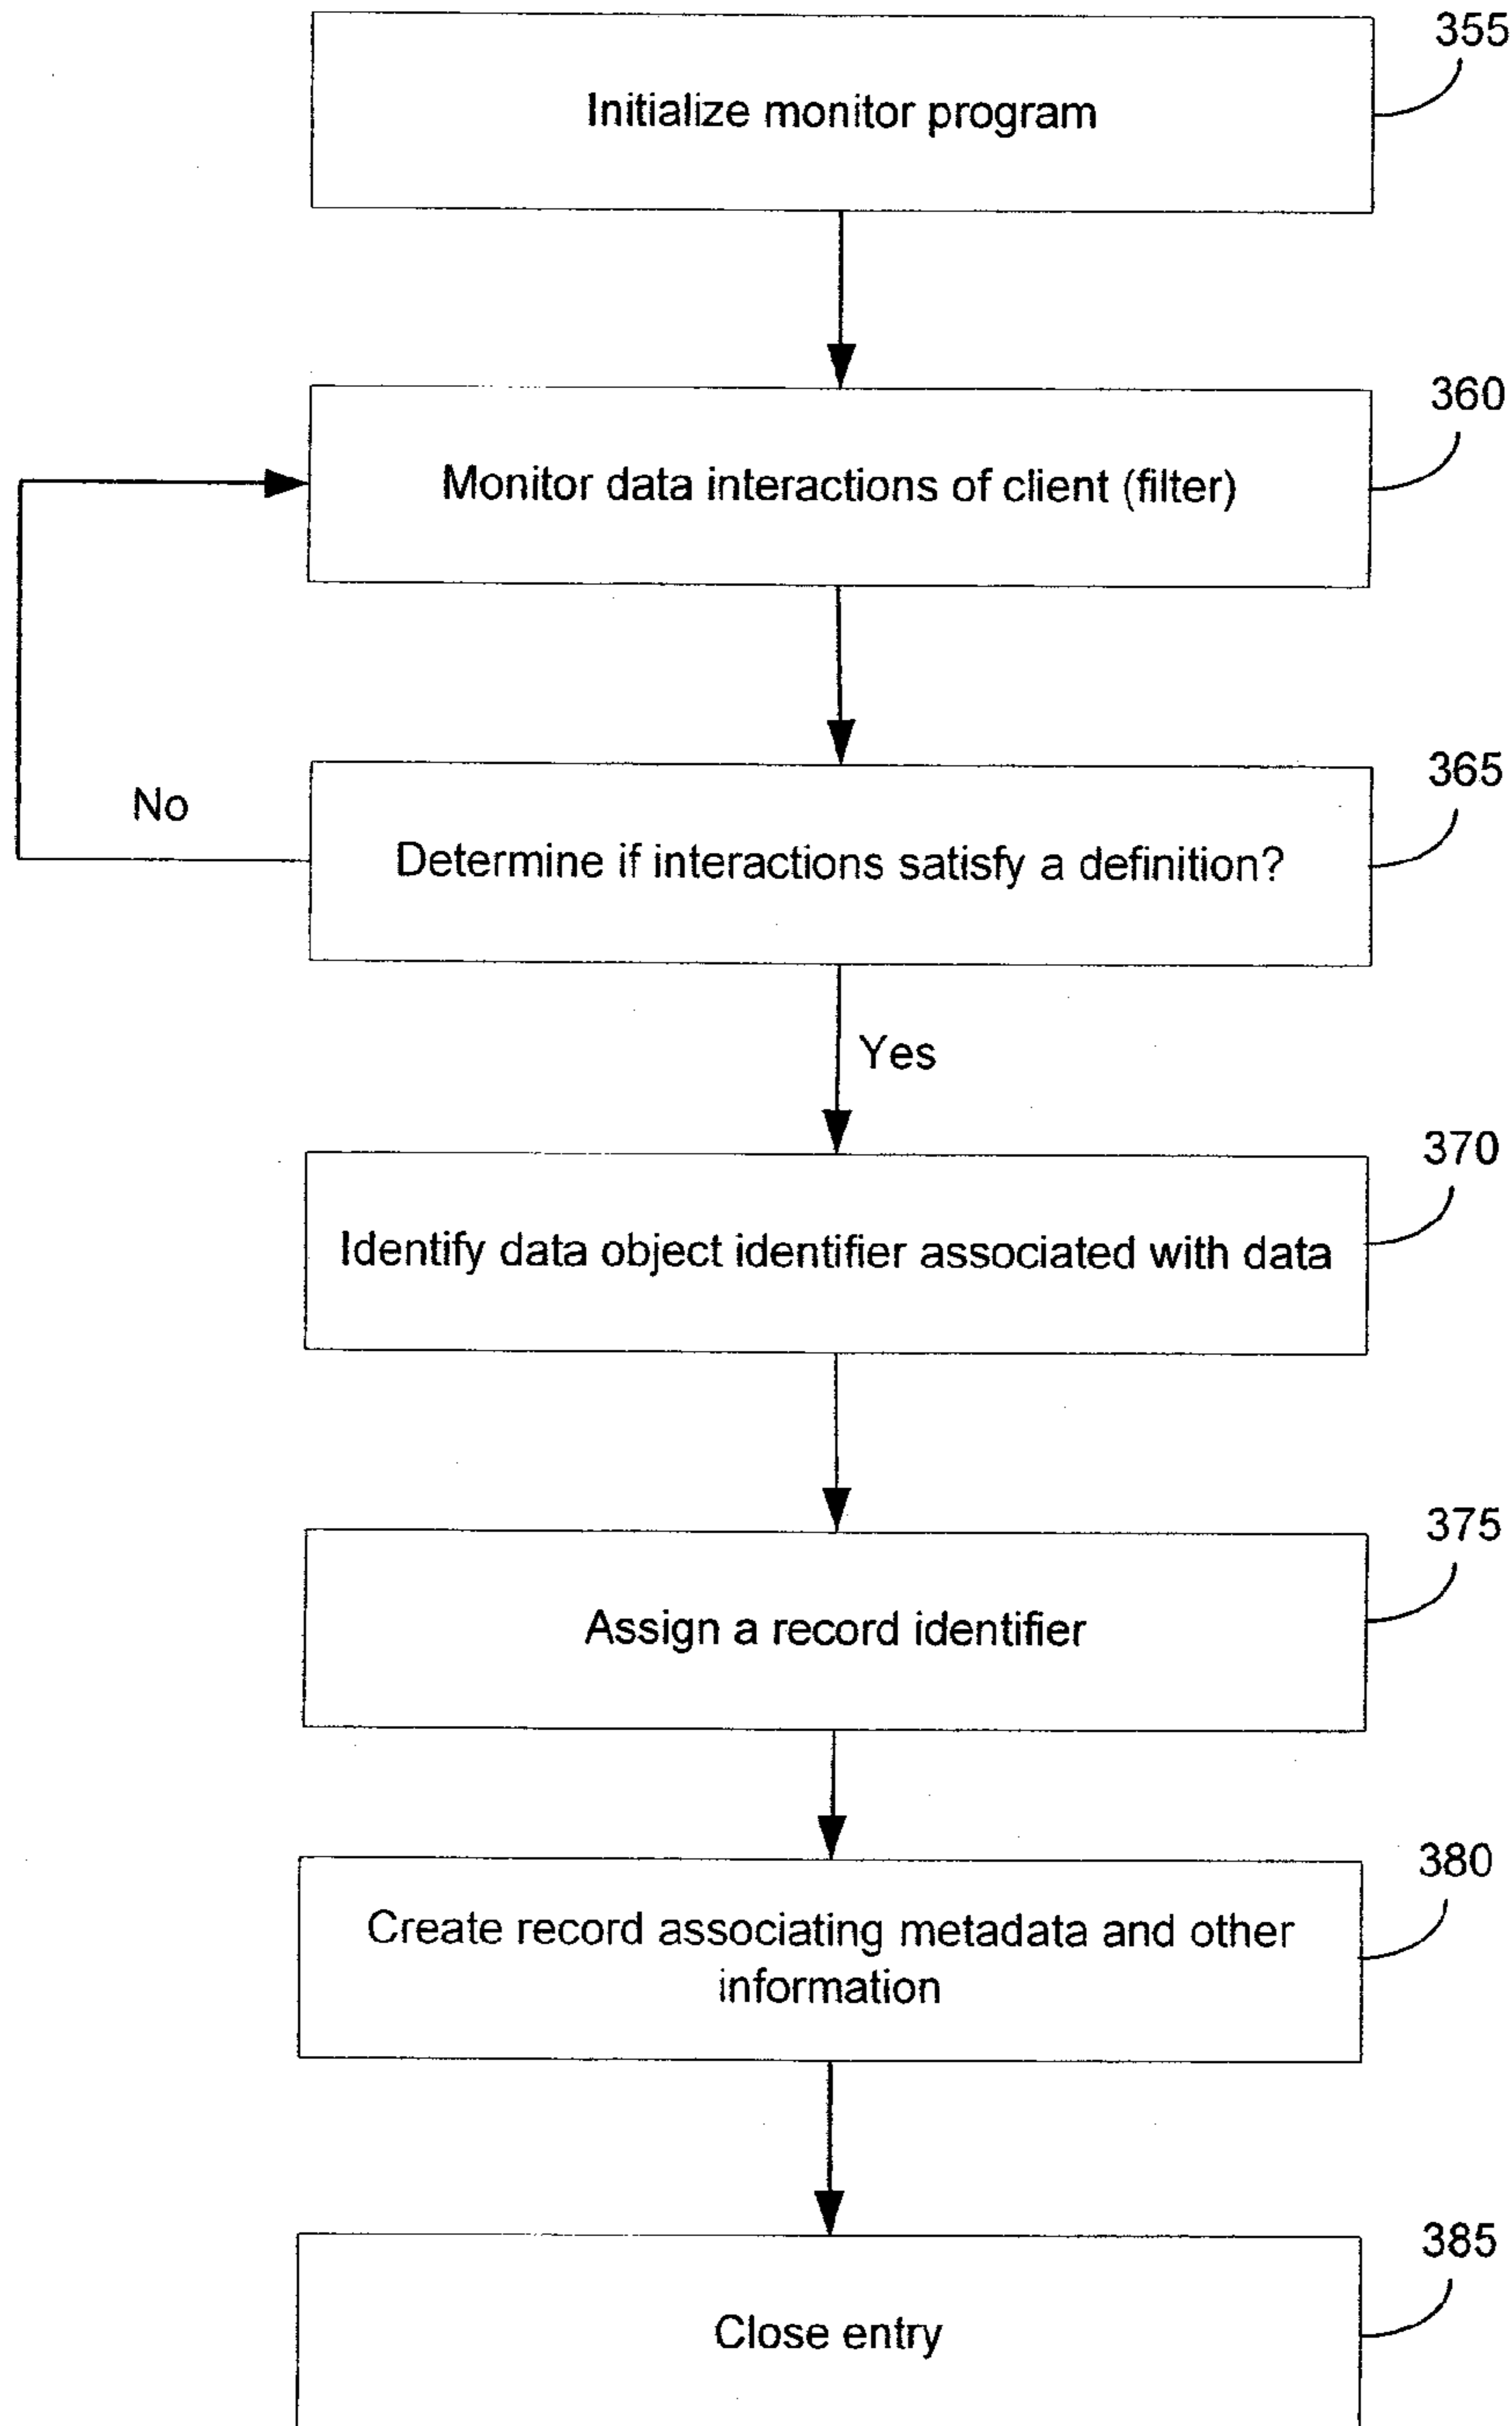 355
Initialize monitor program
360
Monitor data interactions of client (filter)
365
No
Determine if interactions satisfy a definition?
Yes
370
Identify data object identifier associated with data
375
Assign a record identifier
380
Create record associating metadata and other
information
385
Close entry